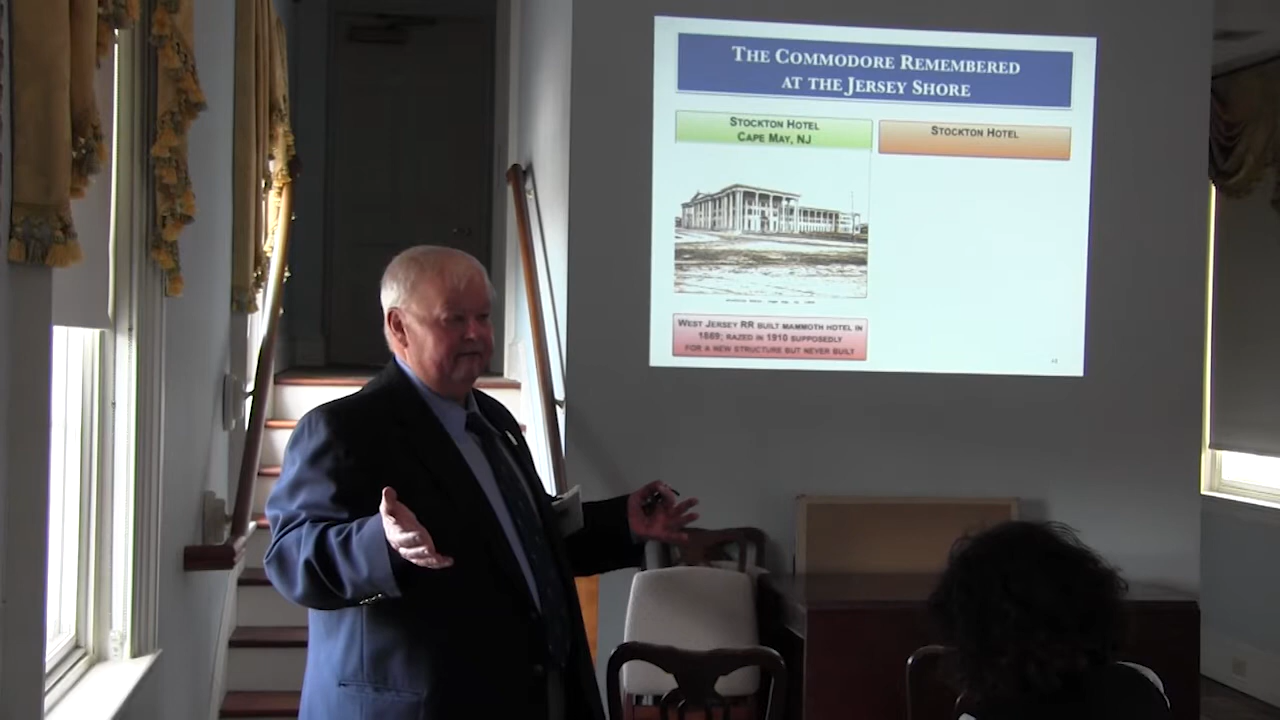 THE COMMODORE REMEMBERED
AT THE JERSEY SHORE
STOCKTON HOTEL
CAPE MAY, NJ
STOCKTON HOTEL
WEST JERSEY RR BUILT MAMMOTH HOTEL IN
1869; RAZED IN 1910 SUPPOSEDLY
FOR A NEW STRUCTURE BUT NEVER BUILT